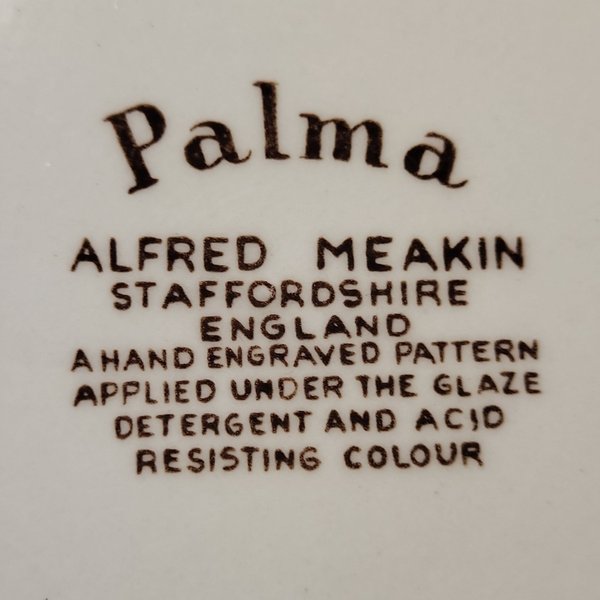 Palma
ALFRED MEAKIN
STAFFORDSHIRE
ENGLAND
A HAND ENGRAVED PATTERN
APPLIED UNDER THE GLAZE
DETERGENT AND ACID
RESISTING COLOUR